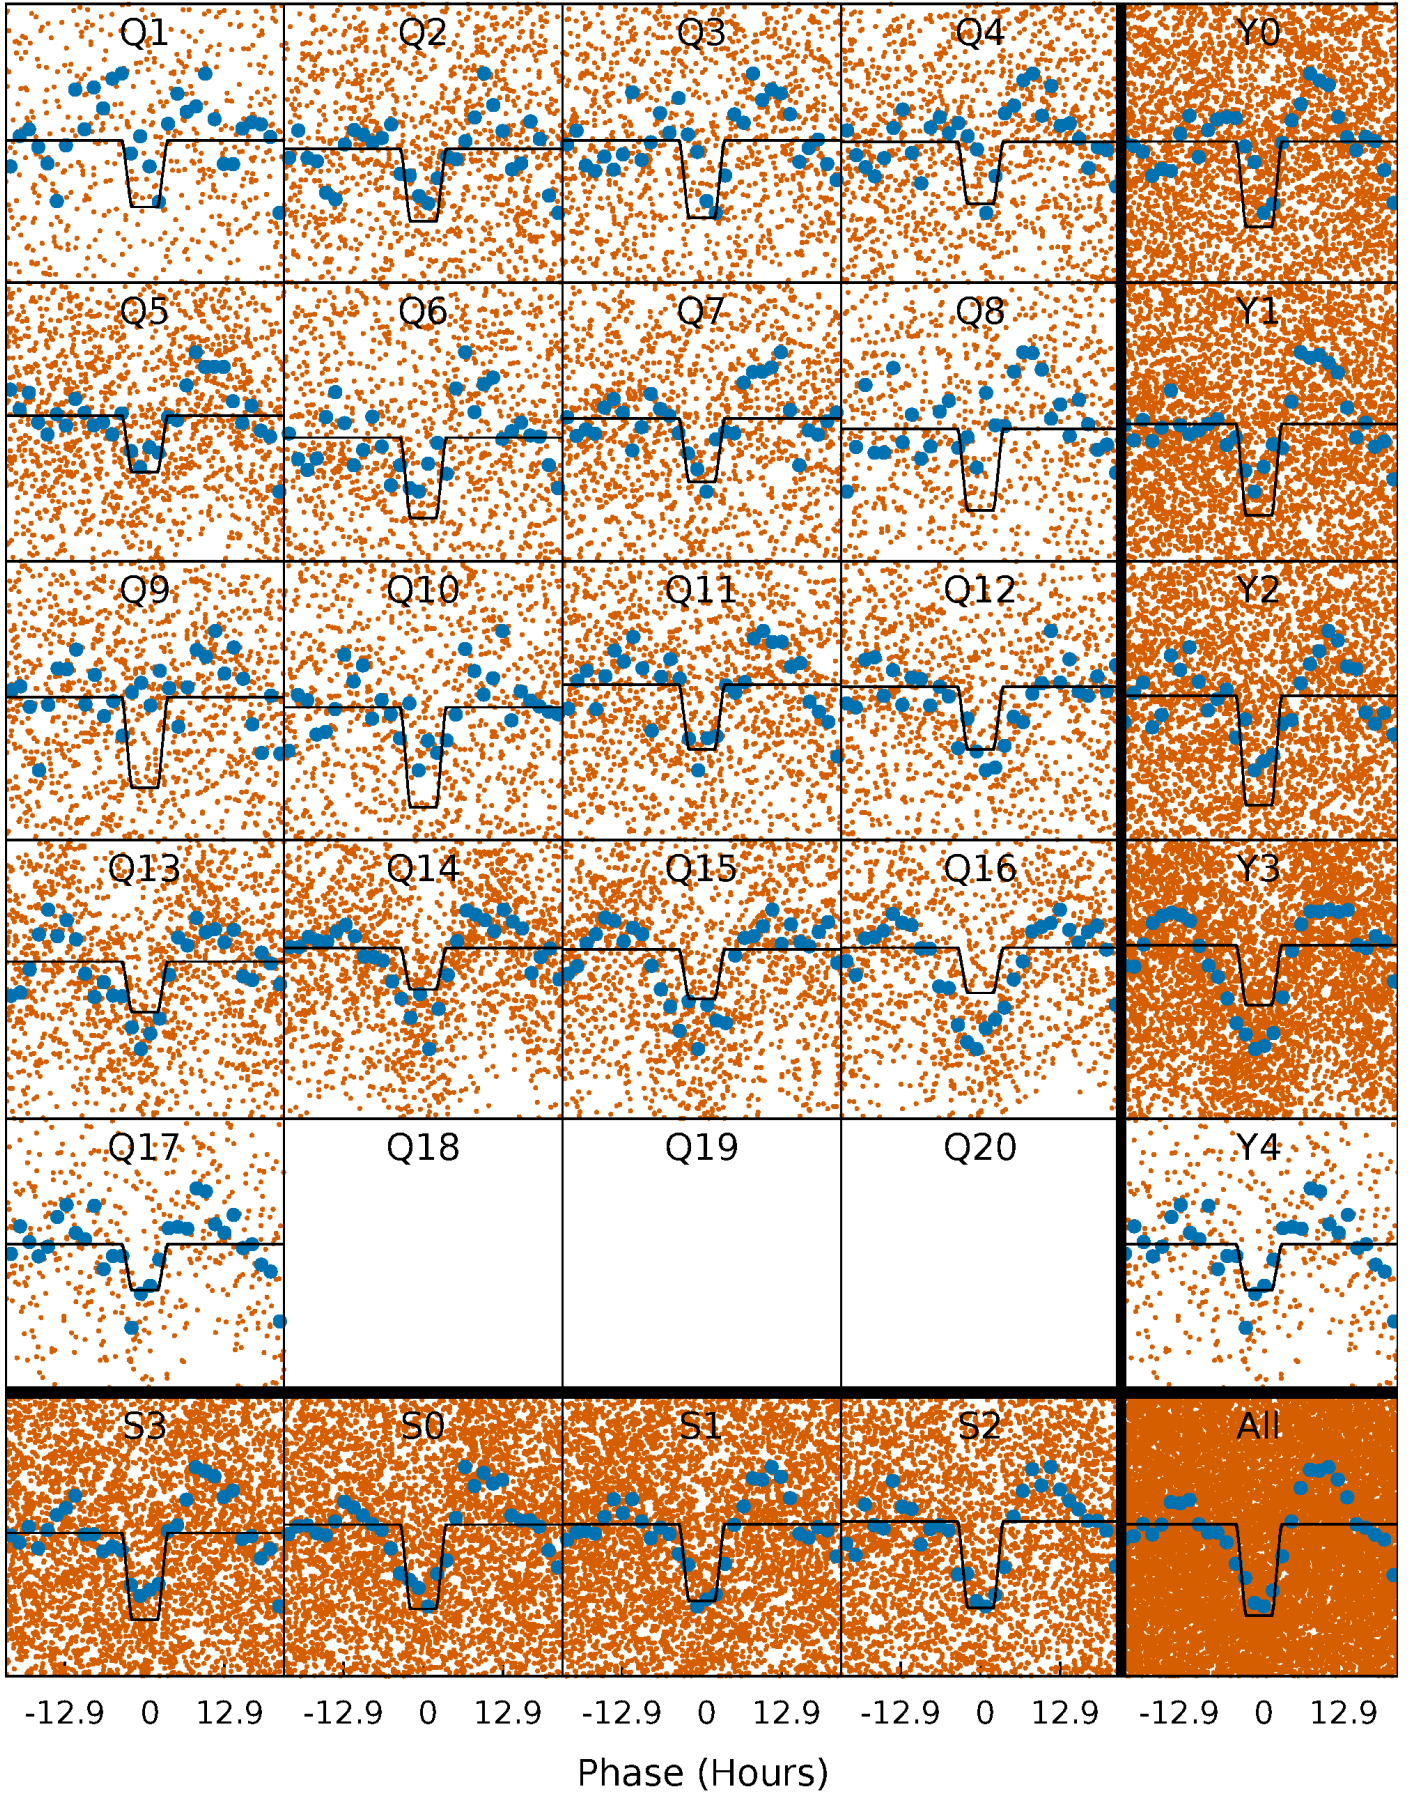 Q1 Q2 Q3 Q4 Y0
Q5 Q6 Q7 Q8 Y1
Q9 Q10 Q11 Q12 Y2
Q13 Q14 Q15 Q16 Y3
Q17 Q18 Q19 Q20 Y4
S3 S0 S1 S2 All
-12.9 0 12.9 -12.9 0 12.9 -12.9 0 12.9 -12.9 0 12.9 -12.9 0 12.9
Phase (Hours)